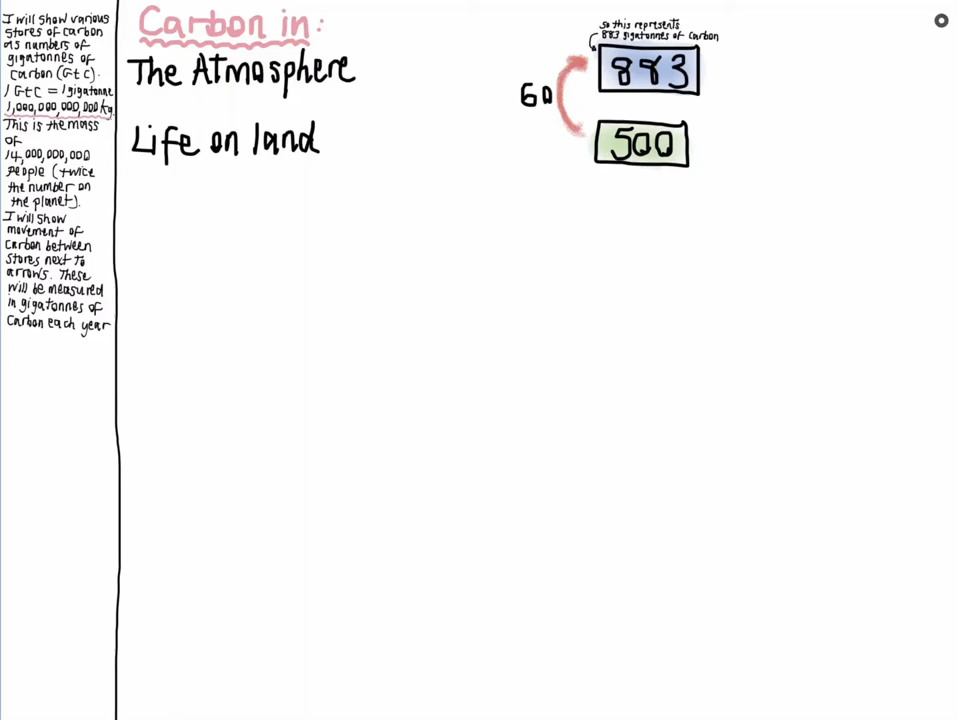 I will show various
stores of carbon
as numbers of
gigatonnes of
carbon (GtC).
1 GtC = 1 gigatonne
1,000,000,000,000 kg.
This is the mass
of
14,000,000,000
people (twice
the number on
the planet).
I will show
movement of
carbon between
stores next to
arrows. These
will be measured
in gigatonnes of
carbon each year
Carbon in:
The Atmosphere
Life on land
so this represents
883 gigatonnes of carbon
883
60
500